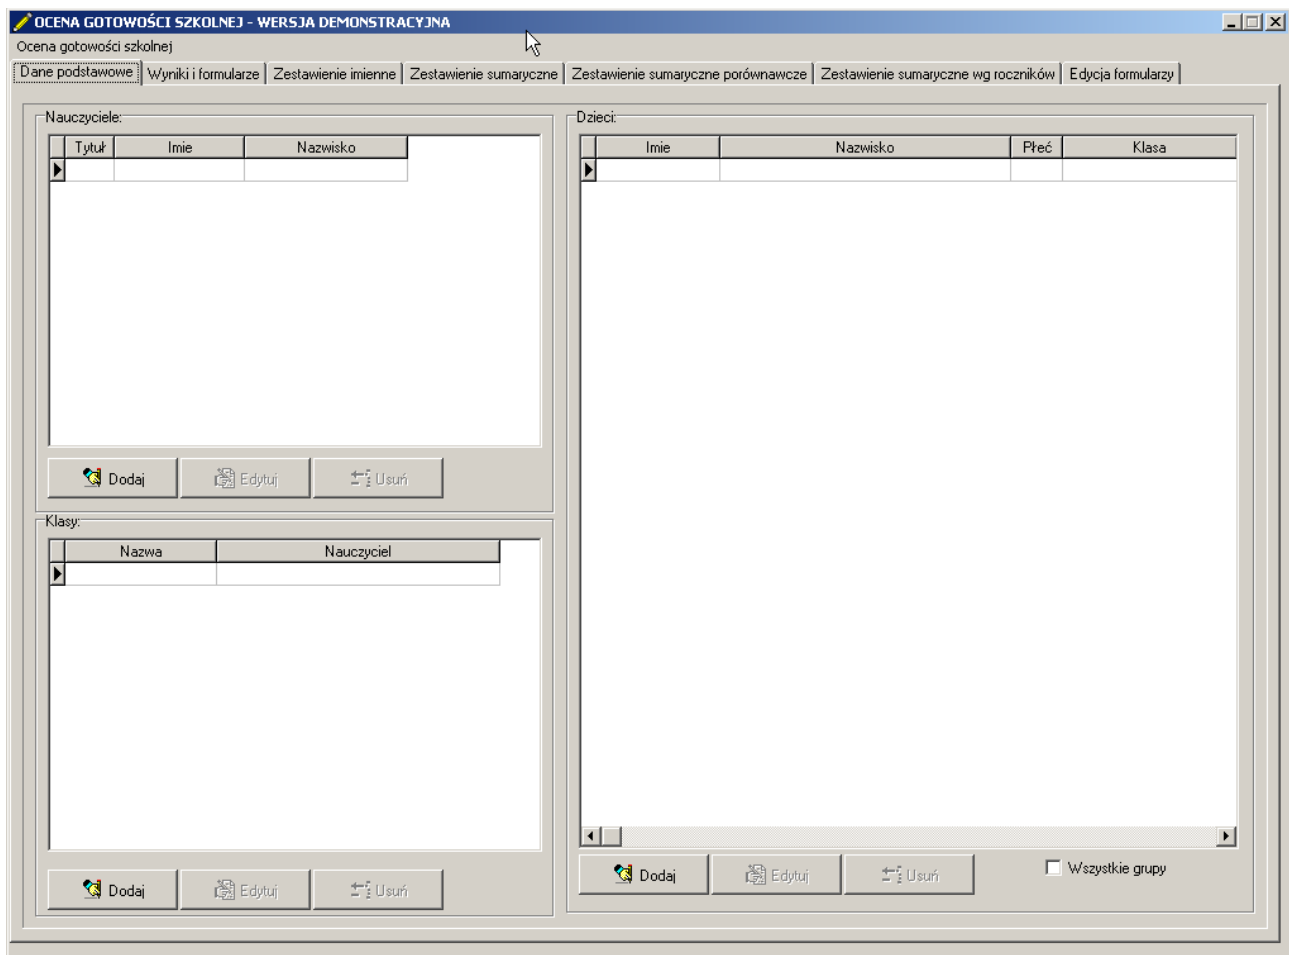 OCENA GOTOWOŚCI SZKOLNEJ - WERSJA DEMONSTRACYJNA
Ocena gotowości szkolnej
Dane podstawowe Wyniki i formularze Zestawienie imienne Zestawienie sumaryczne Zestawienie sumaryczne porównawcze Zestawienie sumaryczne wg roczników Edycja formularzy
Nauczyciele:
Tytuł Imie Nazwisko
Dodaj Edytuj Usuń
Klasy:
Nazwa Nauczyciel
Dodaj Edytuj Usuń
Dzieci:
Imie Nazwisko Płeć Klasa
Dodaj Edytuj Usuń Wszystkie grupy